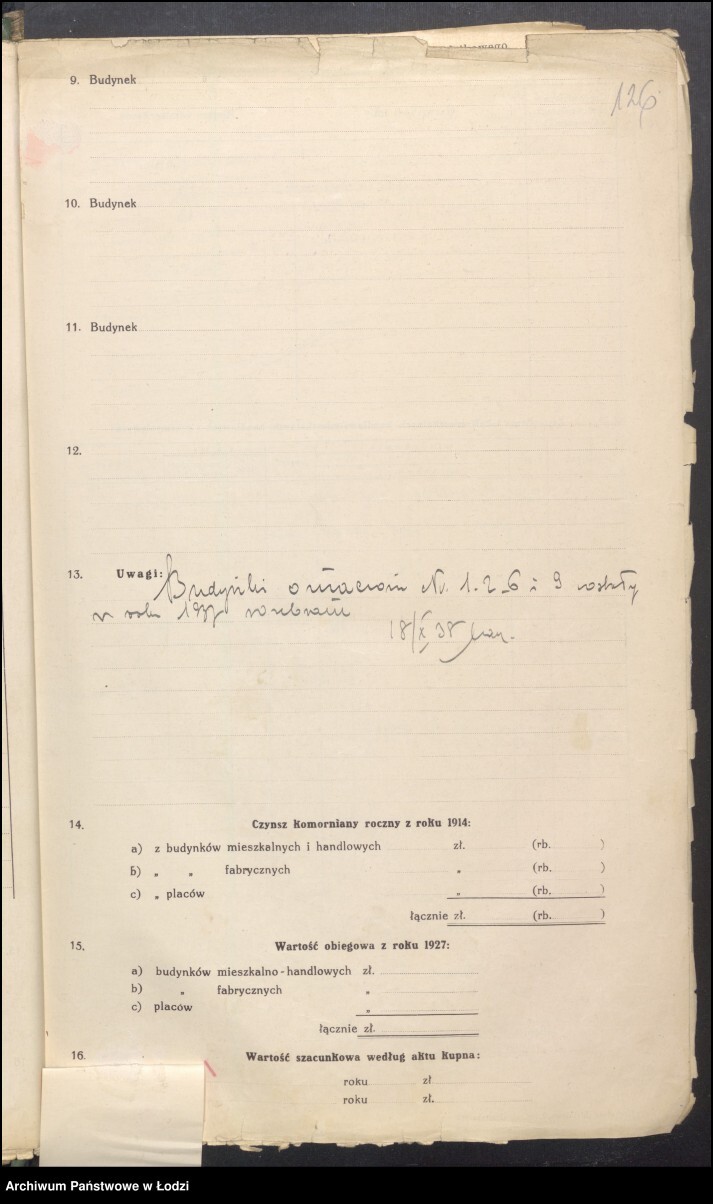 126
9. Budynek
10. Budynek
11. Budynek
12.
13. Uwagi: Budynki oznaczone N. 1. 2 6 i 9 zostały
w roku 1937 rozebrane
18/X 38
14. Czynsz komorniany roczny z roku 1914:
a) z budynków mieszkalnych i handlowych zł. (rb. )
b) „ „ fabrycznych „ (rb. )
c) „ placów „ (rb. )
łącznie zł. (rb. )
15. Wartość obiegowa z roku 1927:
a) budynków mieszkalno-handlowych zł.
b) „ fabrycznych „
c) placów „
łącznie zł.
16. Wartość szacunkowa według aktu kupna:
roku zł
roku zł.
Archiwum Państwowe w Łodzi